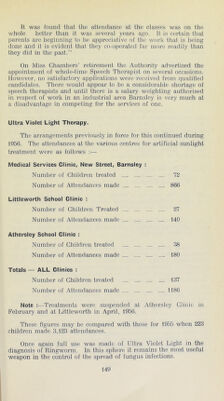 It was found that the attendance at the classes was on the
whole better than it was several years ago. It is certain that
parents are beginning to be appreciative of the work that is being
done and it is evident that they co-operated far more readily than
they did in the past."
On Miss Chambers' retirement the Authority advertised the
appointment of whole-time Speech Therapist on several occasions.
However, no satisfactory applications were received from qualified
candidates. There would appear to be a considerable shortage of
speech therapists and until there is a salary weighting authorised
in respect of work in an industrial area Barnsley is very much at
a disadvantage in competing for the services of one.
Ultra Violet Light Therapy.
The arrangements previously in force for this continued during
1956. The attendances at the various centres for artificial sunlight
treatment were as follows :—
Medical Services Clinic, New Street, Barnsley :
Number of Children treated ... ... ... ... 72
Number of Attendances made ... ... ... ... 866
Littleworth School Clinic :
Number of Children Treated ... ... ... ... 27
Number of Attendances made ... ... ... ... 140
Athersley School Clinic :
Number of Children treated ... ... ... ... 38
Number of Attendances made ... ... ... ... 180
Totals — ALL Clinics :
Number of Children treated ... ... ... ... 137
Number of Attendances made ... ... ... ... 1186
Note :—Treatments were suspended at Athersley Clinic in
February and at Littleworth in April, 1956.
These figures may be compared with those for 1955 when 223
children made 3,123 attendances.
Once again full use was made of Ultra Violet Light in the
diagnosis of Ringworm. In this sphere it remains the most useful
weapon in the control of the spread of fungus infections.
149